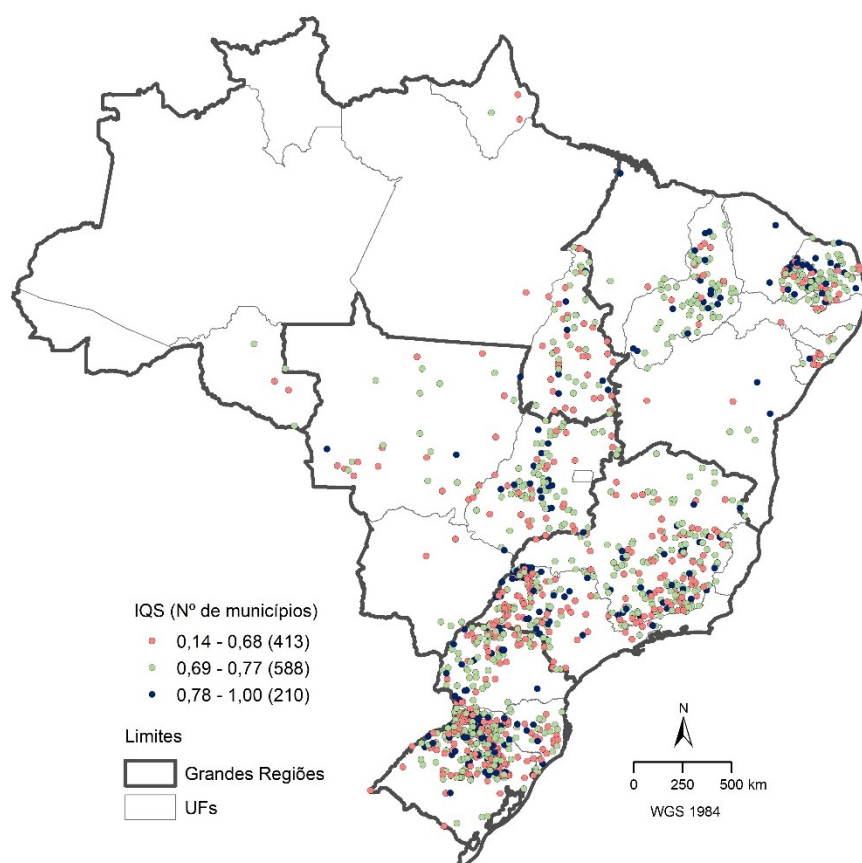 IQS (Nº de municípios)
0,14 - 0,68 (413)
0,69 - 0,77 (588)
0,78 - 1,00 (210)
Limites
Grandes Regiões
UFs
N
0 250 500 km
WGS 1984